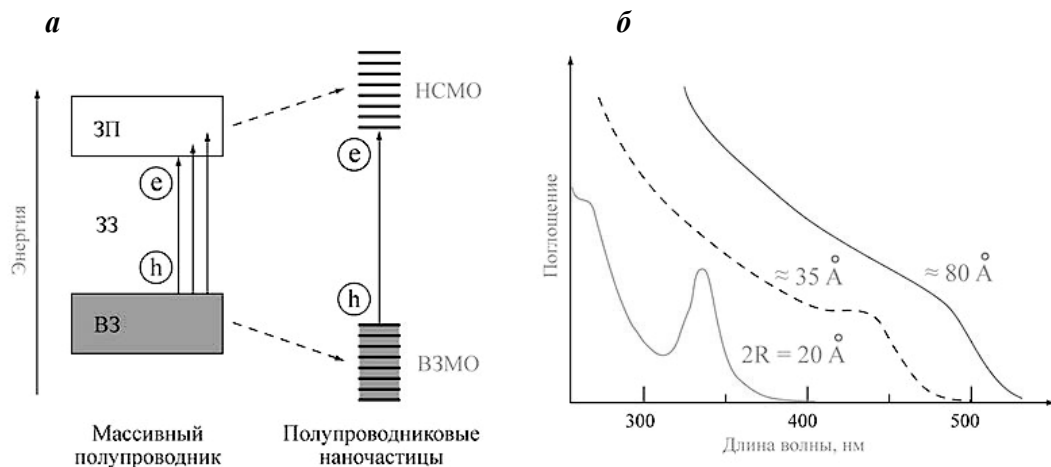 а
Энергия
ЗП
e
ЗЗ
h
ВЗ
Массивный
полупроводник
НСМО
e
h
ВЗМО
Полупроводниковые
наночастицы
б
Поглощение
≈ 35 Å
≈ 80 Å
2R = 20 Å
300
400
500
Длина волны, нм